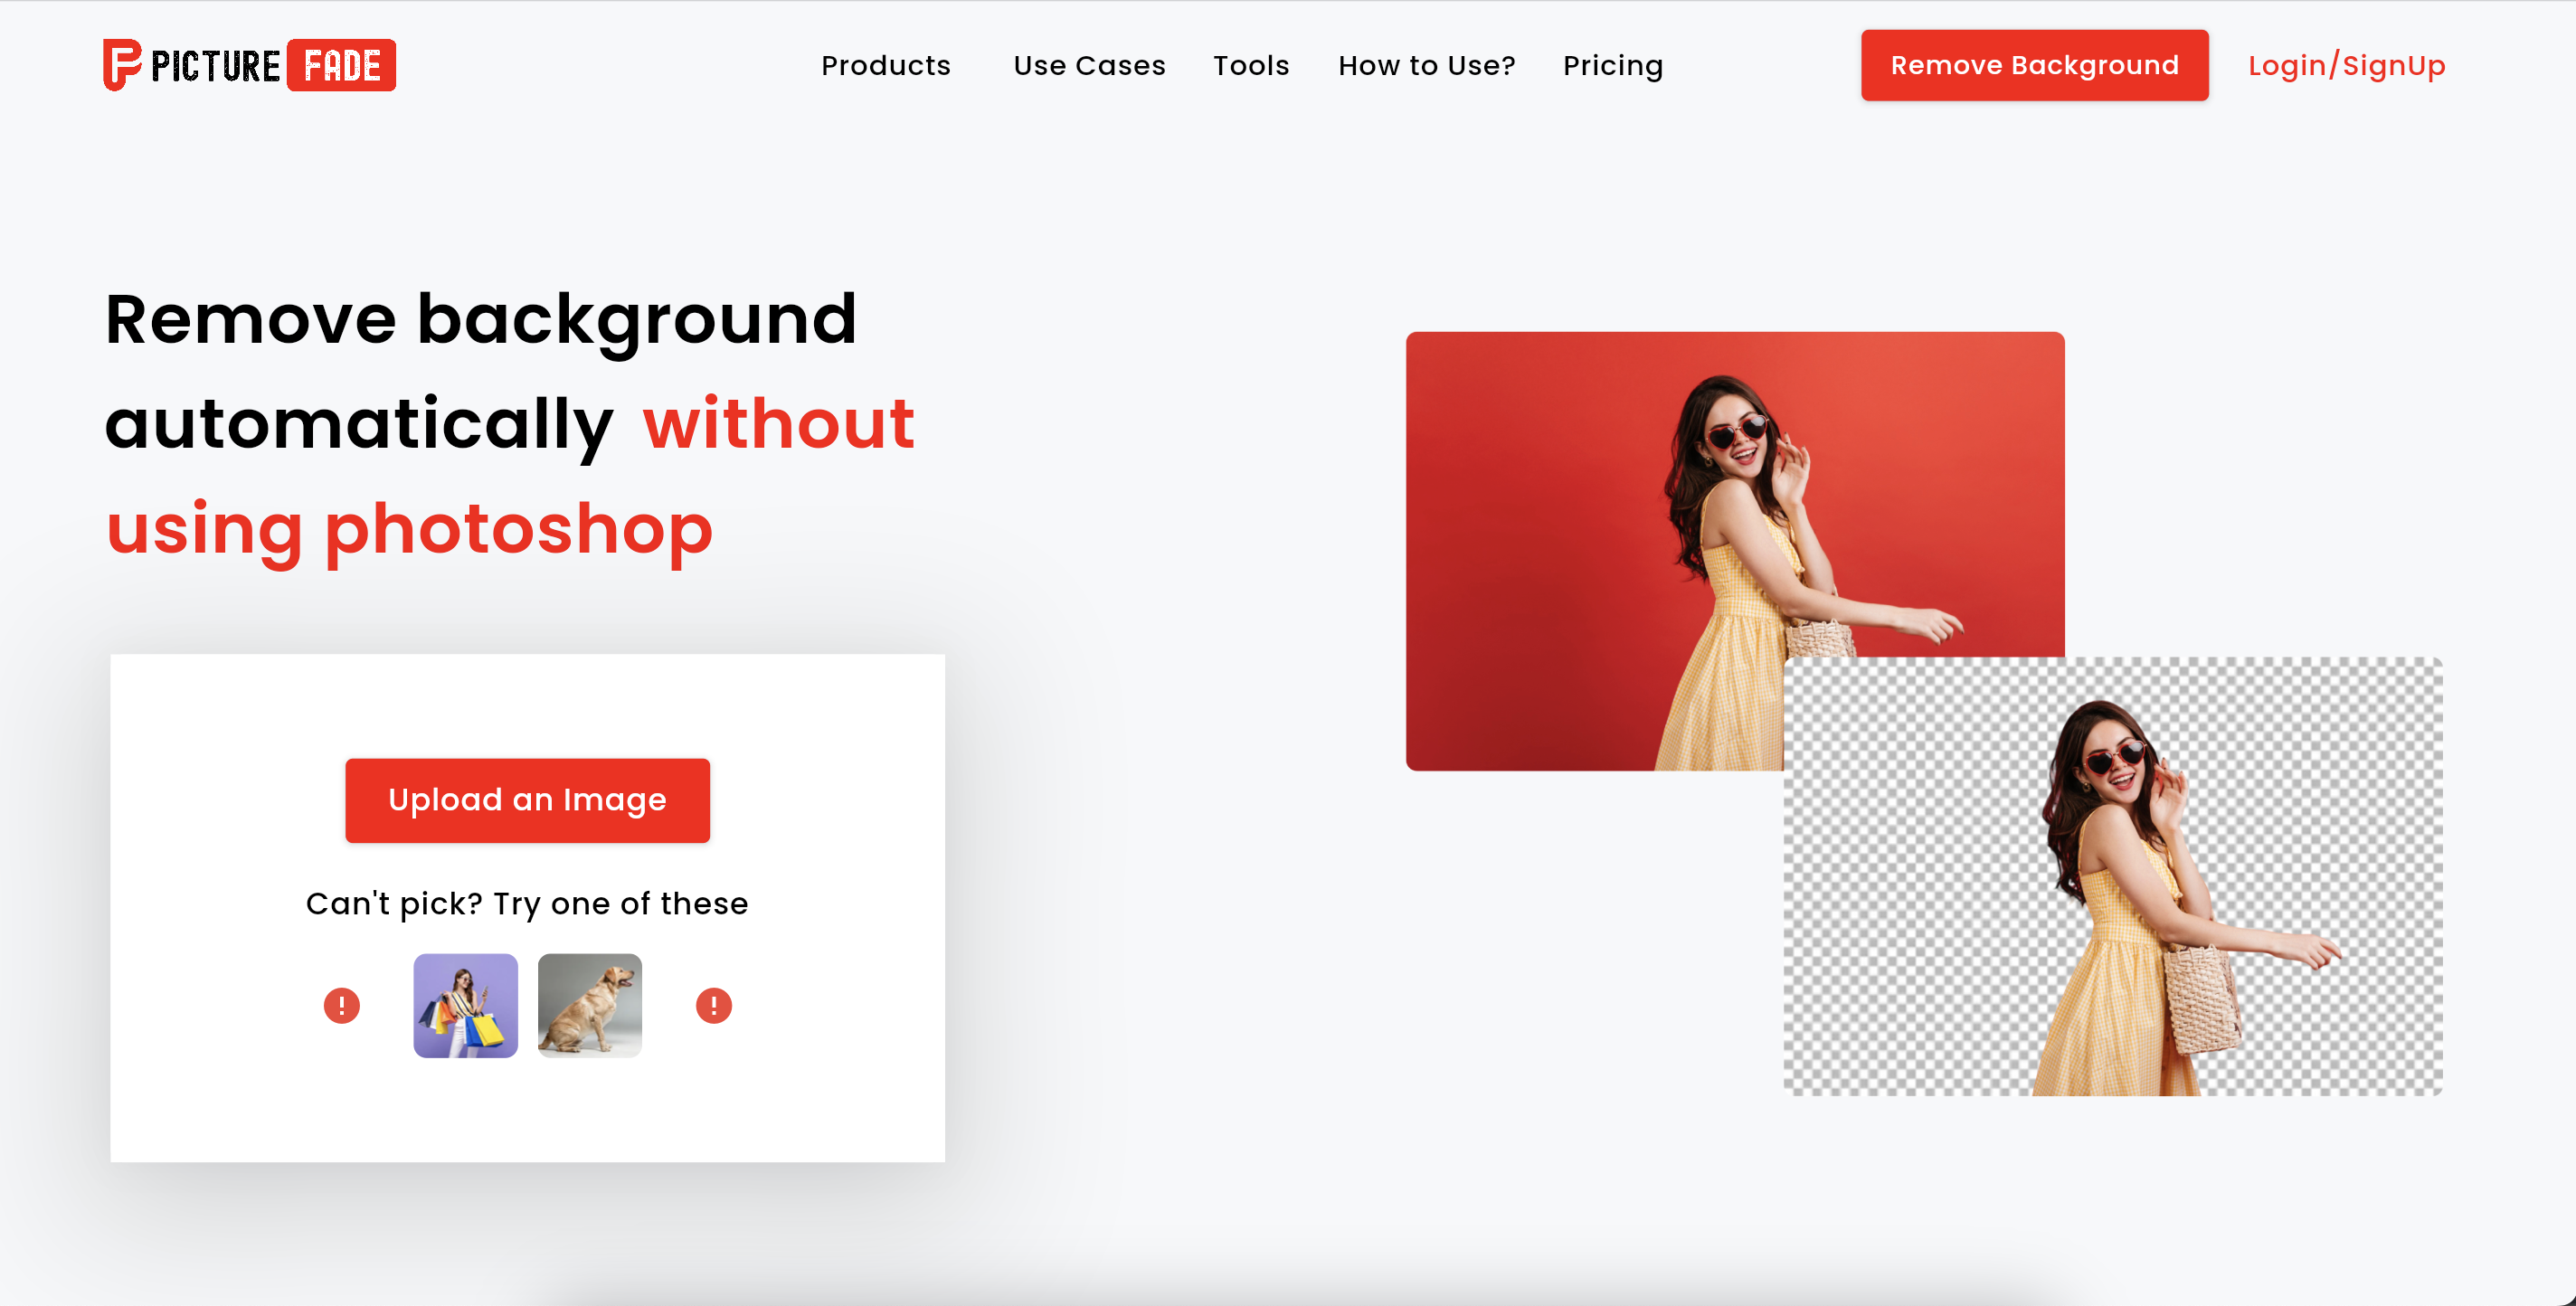 PICTURE FADE
Products Use Cases Tools How to Use? Pricing
Remove Background Login/SignUp
Remove background
automatically without
using photoshop
Upload an Image
Can't pick? Try one of these